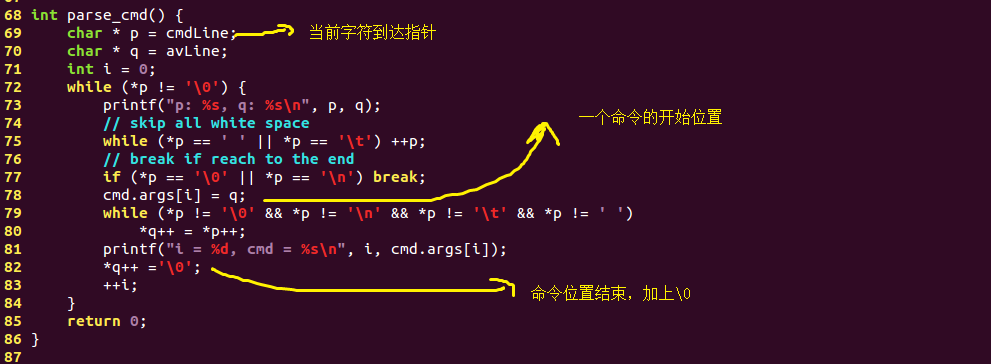 68 int parse_cmd() {
69     char * p = cmdLine; 当前字符到达指针
70     char * q = avLine;
71     int i = 0;
72     while (*p != '\0') {
73         printf("p: %s, q: %s\n", p, q);
74         // skip all white space 一个命令的开始位置
75         while (*p == ' ' || *p == '\t') ++p;
76         // break if reach to the end
77         if (*p == '\0' || *p == '\n') break;
78         cmd.args[i] = q;
79         while (*p != '\0' && *p != '\n' && *p != '\t' && *p != ' ')
80             *q++ = *p++;
81         printf("i = %d, cmd = %s\n", i, cmd.args[i]);
82         *q++ ='\0';
83         ++i; 命令位置结束，加上\0
84     }
85     return 0;
86 }
87